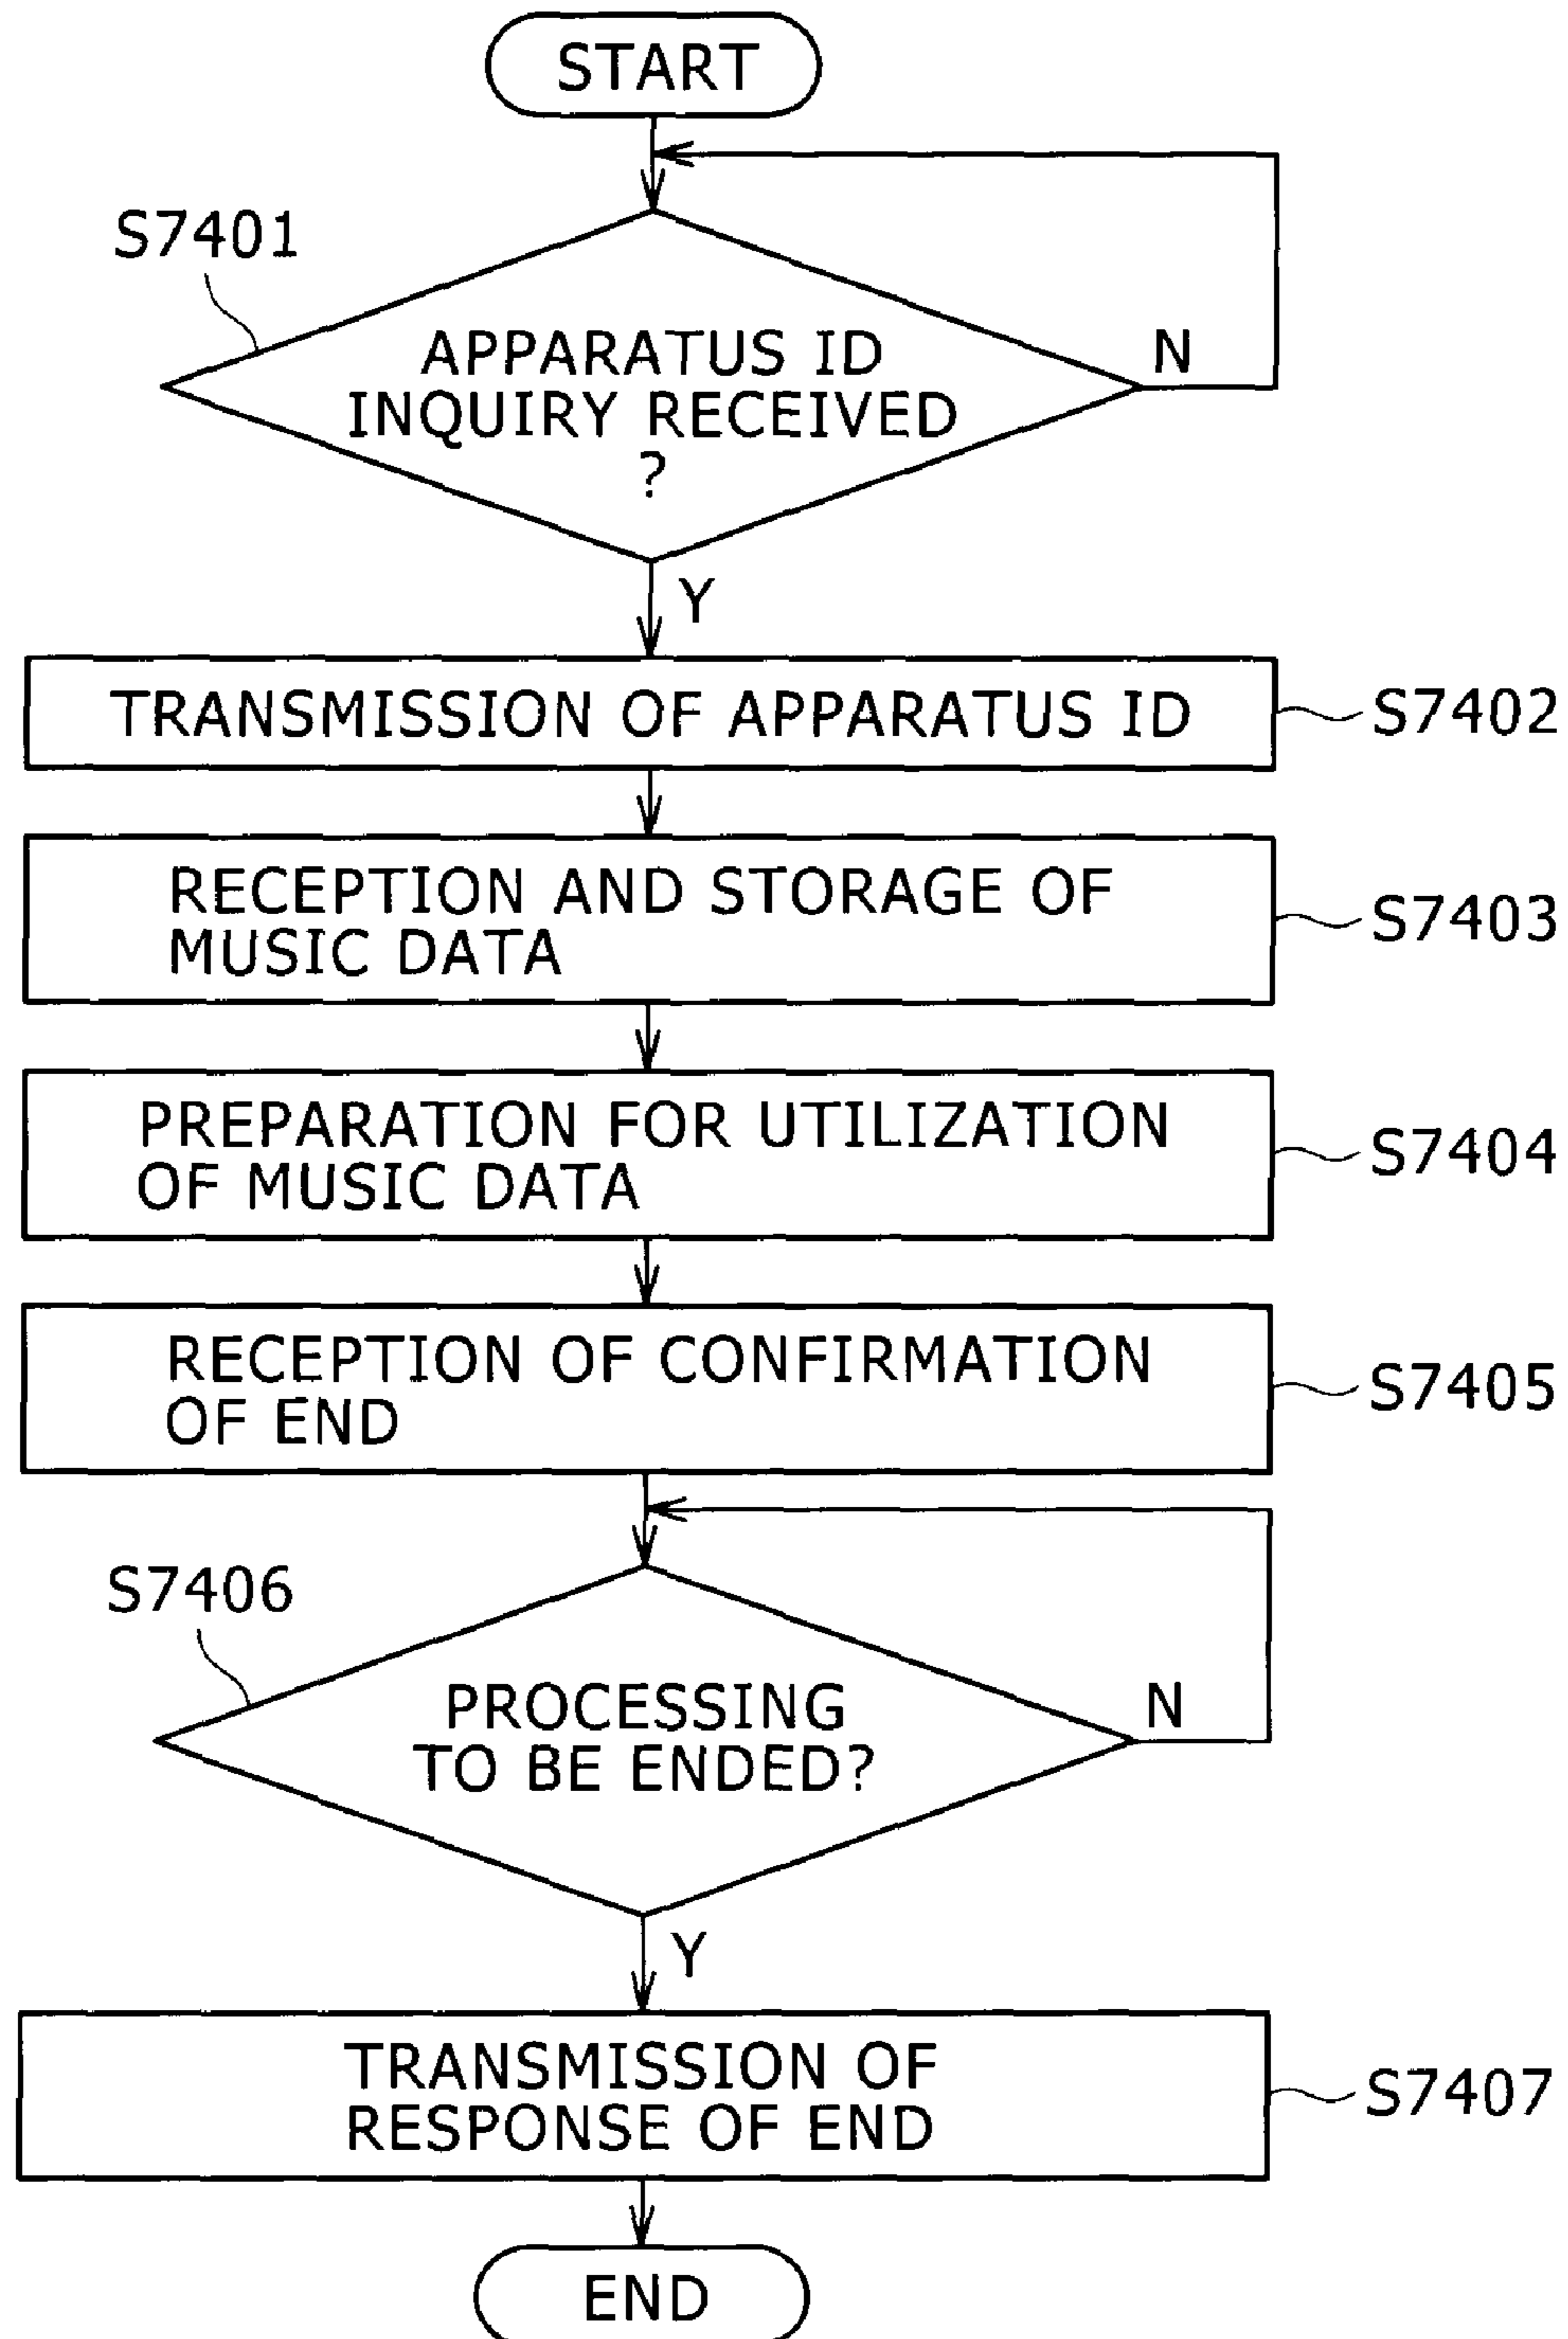 START
S7401
APPARATUS ID
INQUIRY RECEIVED
?
N
Y
TRANSMISSION OF APPARATUS ID
S7402
RECEPTION AND STORAGE OF
MUSIC DATA
S7403
PREPARATION FOR UTILIZATION
OF MUSIC DATA
S7404
RECEPTION OF CONFIRMATION
OF END
S7405
S7406
PROCESSING
TO BE ENDED?
N
Y
TRANSMISSION OF
RESPONSE OF END
S7407
END